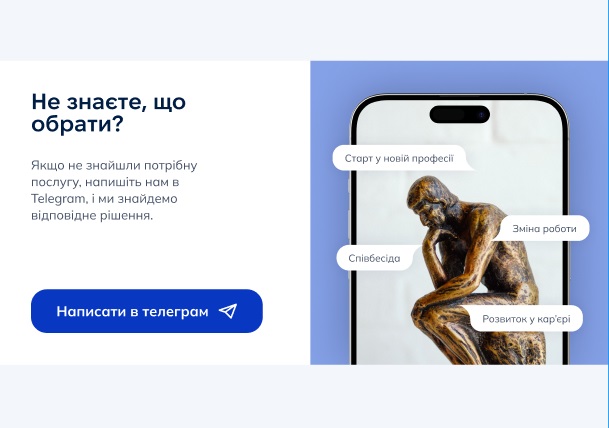 Не знаєте, що
обрати?
Якщо не знайшли потрібну
послугу, напишіть нам в
Telegram, і ми знайдемо
відповідне рішення.
Написати в телеграм
Старт у новій професії
Зміна роботи
Співбесіда
Розвиток у кар’єрі